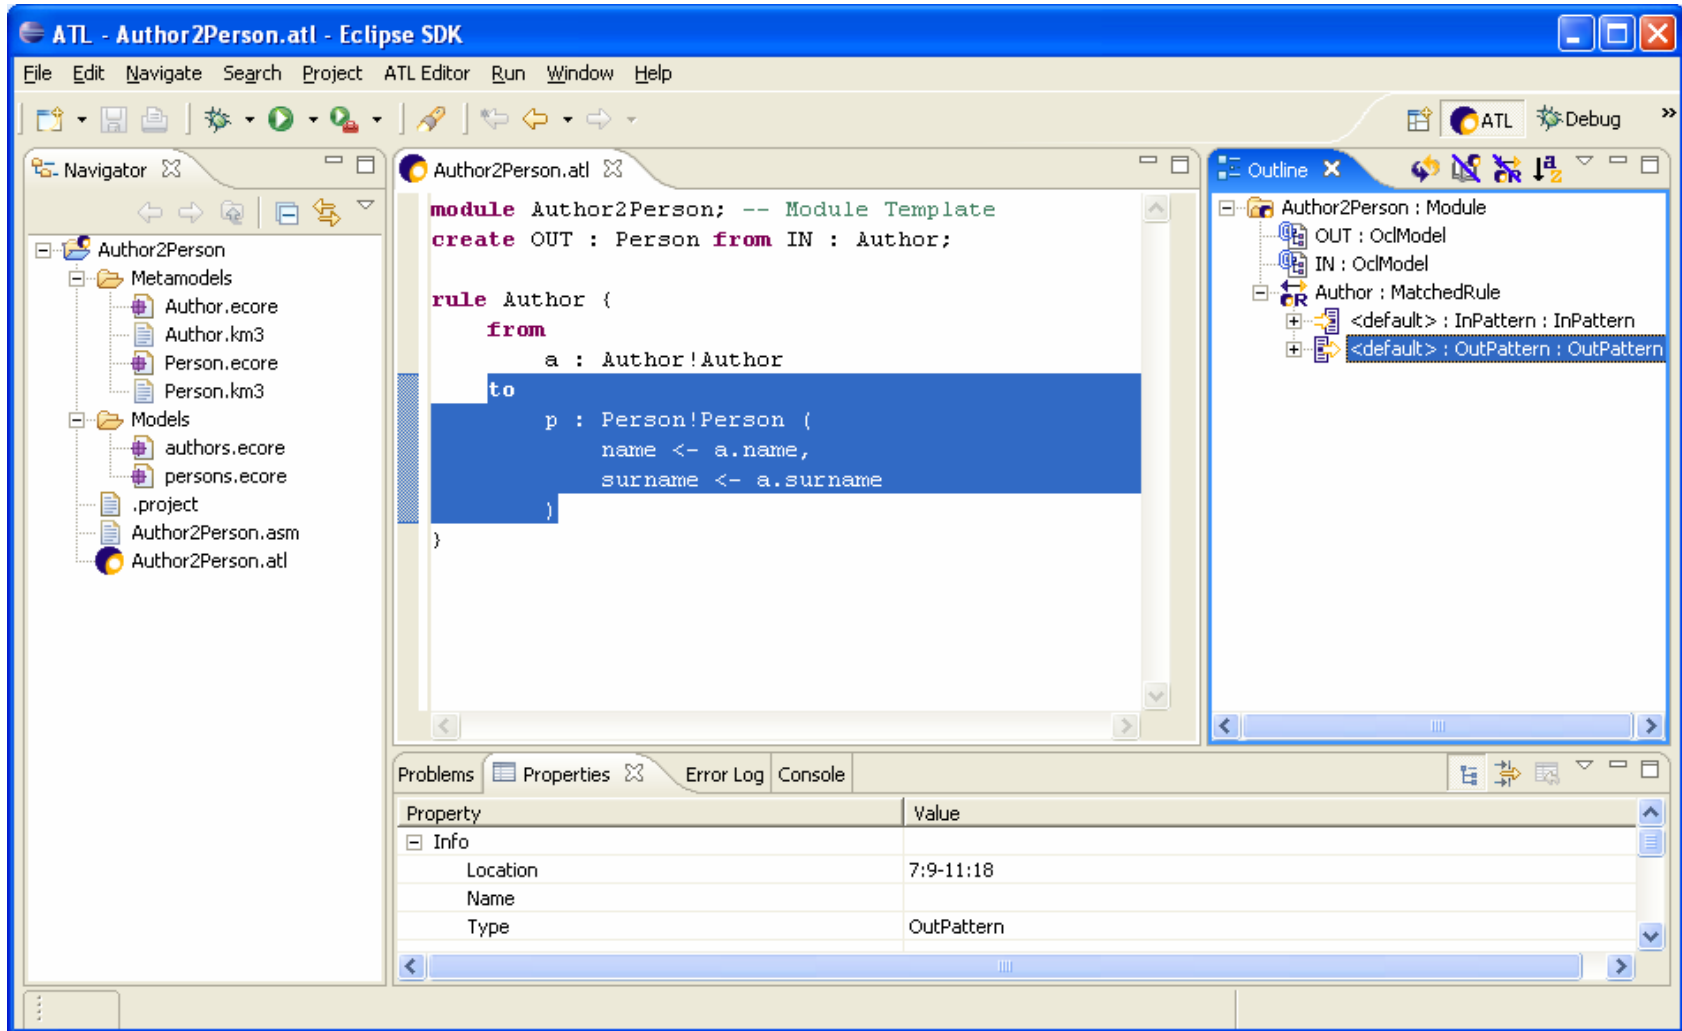 ATL - Author2Person.atl - Eclipse SDK
File Edit Navigate Search Project ATL Editor Run Window Help
ATL Debug »
Navigator
Author2Person
Metamodels
Author.ecore
Author.km3
Person.ecore
Person.km3
Models
authors.ecore
persons.ecore
.project
Author2Person.asm
Author2Person.atl
Author2Person.atl
module Author2Person; -- Module Template
create OUT : Person from IN : Author;
rule Author {
from
a : Author!Author
to
p : Person!Person (
name <- a.name,
surname <- a.surname
)
}
Outline
Author2Person : Module
OUT : OclModel
IN : OclModel
Author : MatchedRule
<default> : InPattern : InPattern
<default> : OutPattern : OutPattern
Problems Properties Error Log Console
Property Value
Info
Location 7:9-11:18
Name
Type OutPattern